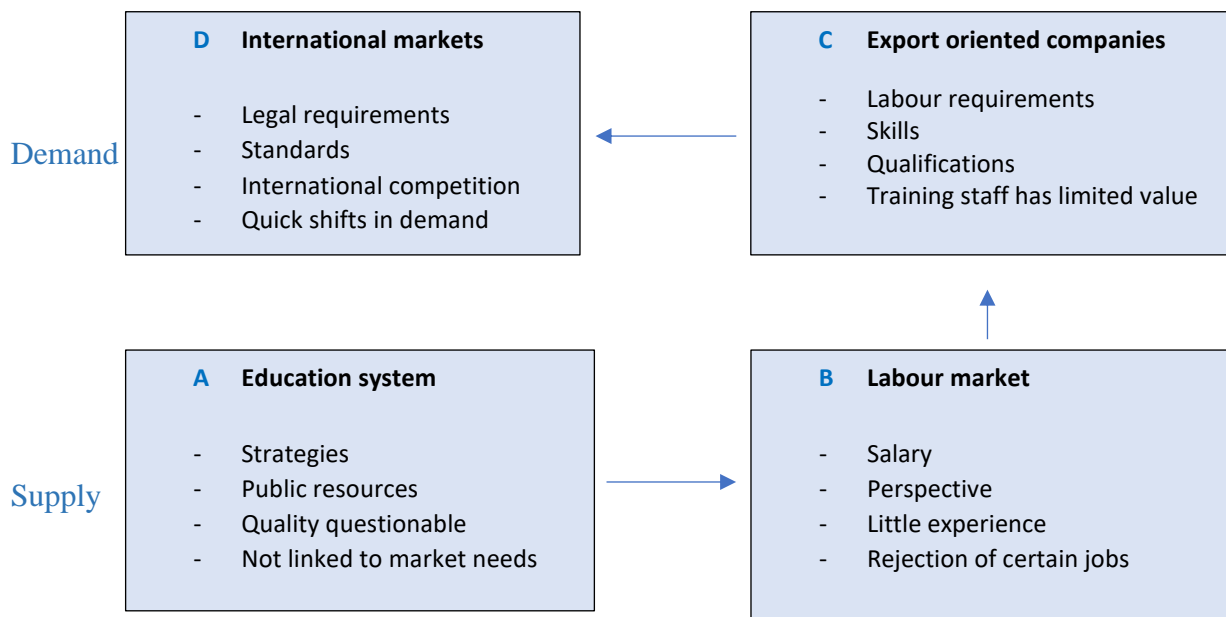 D International markets
- Legal requirements
- Standards
- International competition
- Quick shifts in demand
C Export oriented companies
- Labour requirements
- Skills
- Qualifications
- Training staff has limited value
Demand
A Education system
- Strategies
- Public resources
- Quality questionable
- Not linked to market needs
B Labour market
- Salary
- Perspective
- Little experience
- Rejection of certain jobs
Supply